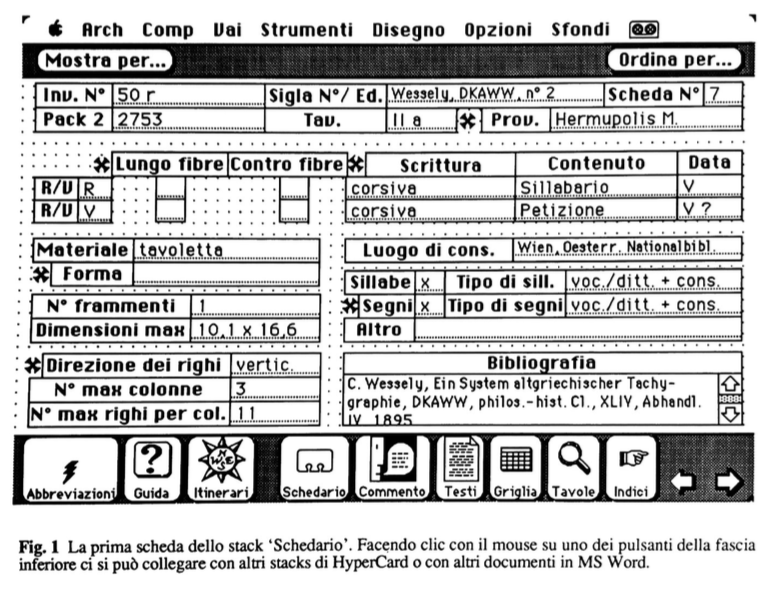 Arch Comp Vai Strumenti Disegno Opzioni Sfondi
Mostra per... Ordina per...
Inv. N° 50 r Sigla N°/ Ed. Wessely, DKAWW, n° 2 Scheda N° 7
Pack 2 2753 Tav. II a Prov. Hermupolis M.
Lungo fibre Contro fibre Scrittura Contenuto Data
R/V R corsiva Sillabario V
R/V V corsiva Petizione V ?
Materiale tavoletta Luogo di cons. Wien, Oesterr. Nationalbibl.
Forma
Sillabe x Tipo di sill. voc./ditt. + cons.
N° frammenti 1 Segni x Tipo di segni voc./ditt. + cons.
Dimensioni max 10,1 x 16,6 Altro
Direzione dei righi vertic. Bibliografia
N° max colonne 3 C. Wessely, Ein System altgriechischer Tachy-
N° max righi per col. 11 graphie, DKAWW, philos.-hist. Cl., XLIV, Abhandl.
IV 1895
Abbreviazioni Guida Itinerari Schedario Commento Testi Griglia Tavole Indici
Fig. 1 La prima scheda dello stack ‘Schedario’. Facendo clic con il mouse su uno dei pulsanti della fascia
inferiore ci si può collegare con altri stacks di HyperCard o con altri documenti in MS Word.